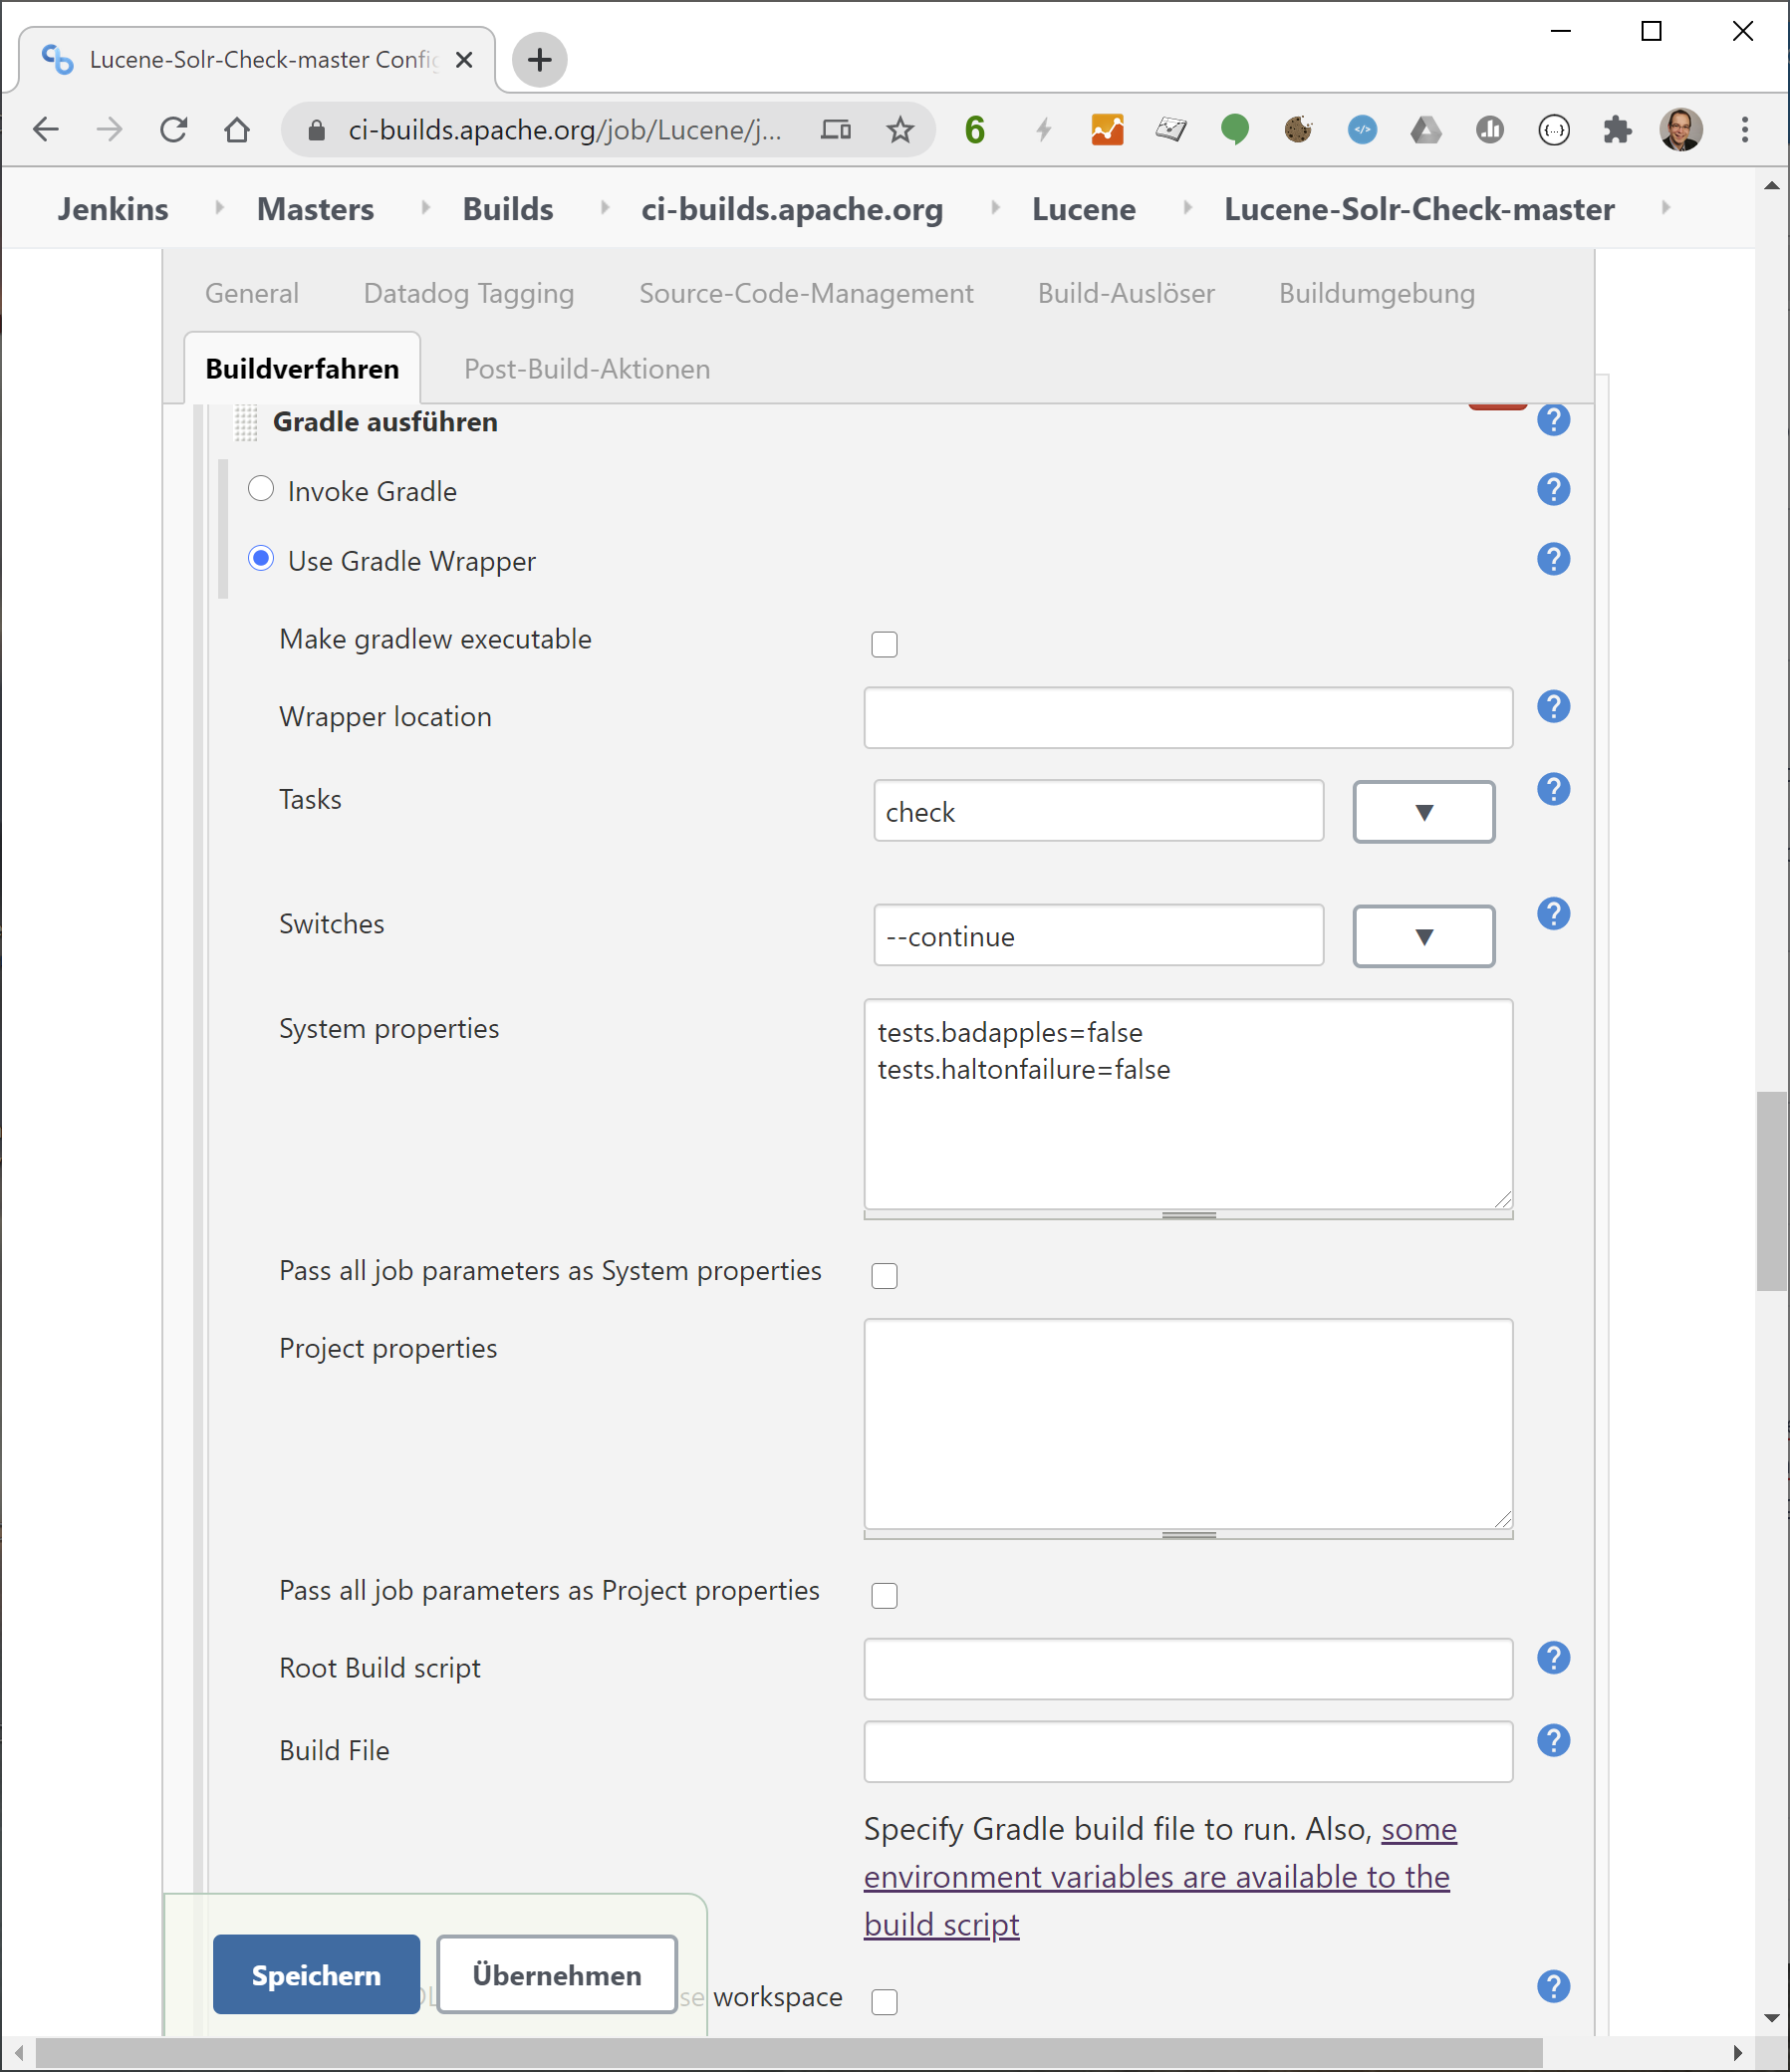 Lucene-Solr-Check-master Config
ci-builds.apache.org/job/Lucene/j...
6
Jenkins Masters Builds ci-builds.apache.org Lucene Lucene-Solr-Check-master
General Datadog Tagging Source-Code-Management Build-Auslöser Buildumgebung
Buildverfahren Post-Build-Aktionen
Gradle ausführen
Invoke Gradle
Use Gradle Wrapper
Make gradlew executable
Wrapper location
Tasks check
Switches --continue
System properties
tests.badapples=false
tests.haltonfailure=false
Pass all job parameters as System properties
Project properties
Pass all job parameters as Project properties
Root Build script
Build File
Specify Gradle build file to run. Also, some
environment variables are available to the
build script
Speichern Übernehmen
workspace